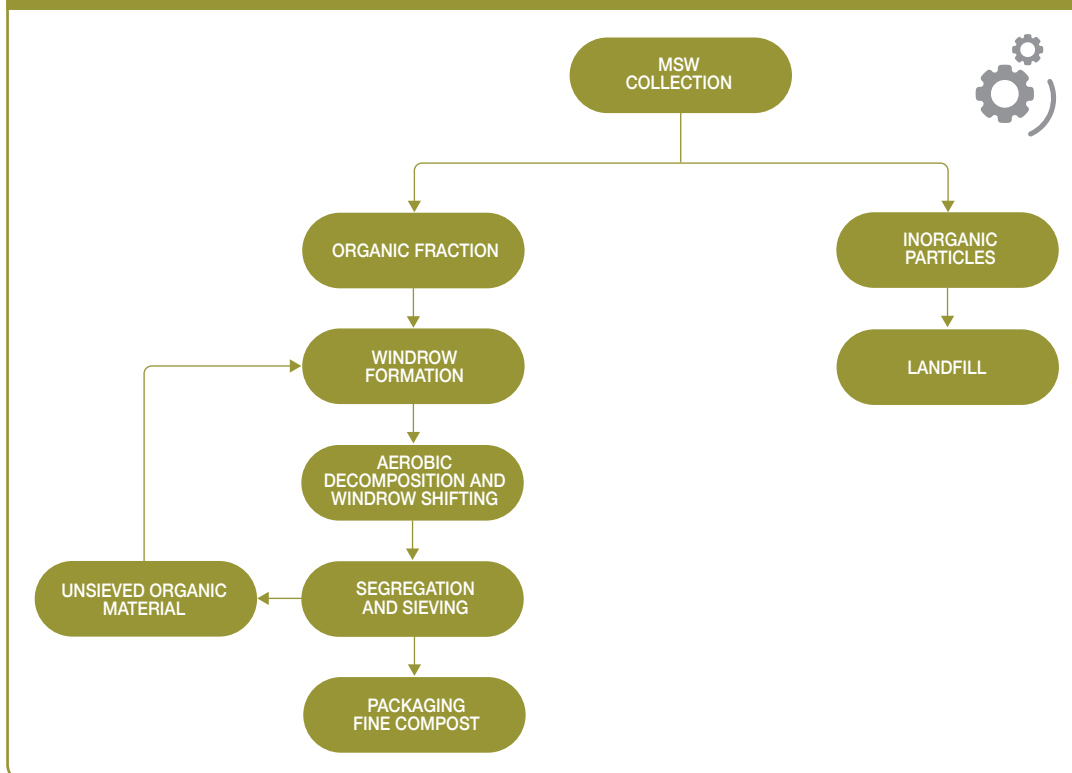 MSW
COLLECTION
ORGANIC FRACTION
INORGANIC
PARTICLES
WINDROW
FORMATION
LANDFILL
AEROBIC
DECOMPOSITION AND
WINDROW SHIFTING
UNSIEVED ORGANIC
MATERIAL
SEGREGATION
AND SIEVING
PACKAGING
FINE COMPOST